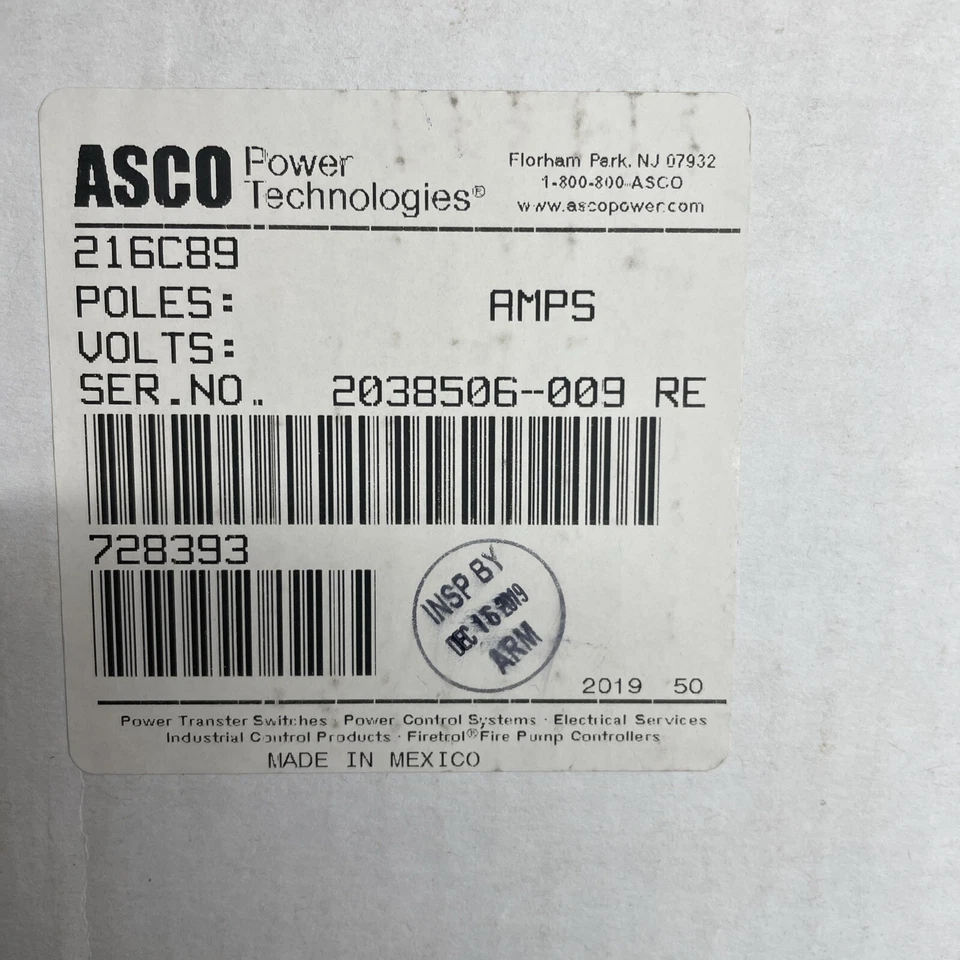 ASCO Power Technologies®
Florham Park, NJ 07932
1-800-800-ASCO
www.ascopower.com
216C89
POLES: AMPS
VOLTS:
SER.NO. 2038506-009 RE
728393
INSP BY
DEC 16 2019
ARM
2019 50
Power Transfer Switches · Power Control Systems · Electrical Services
Industrial Control Products · Firetrol® Fire Pump Controllers
MADE IN MEXICO